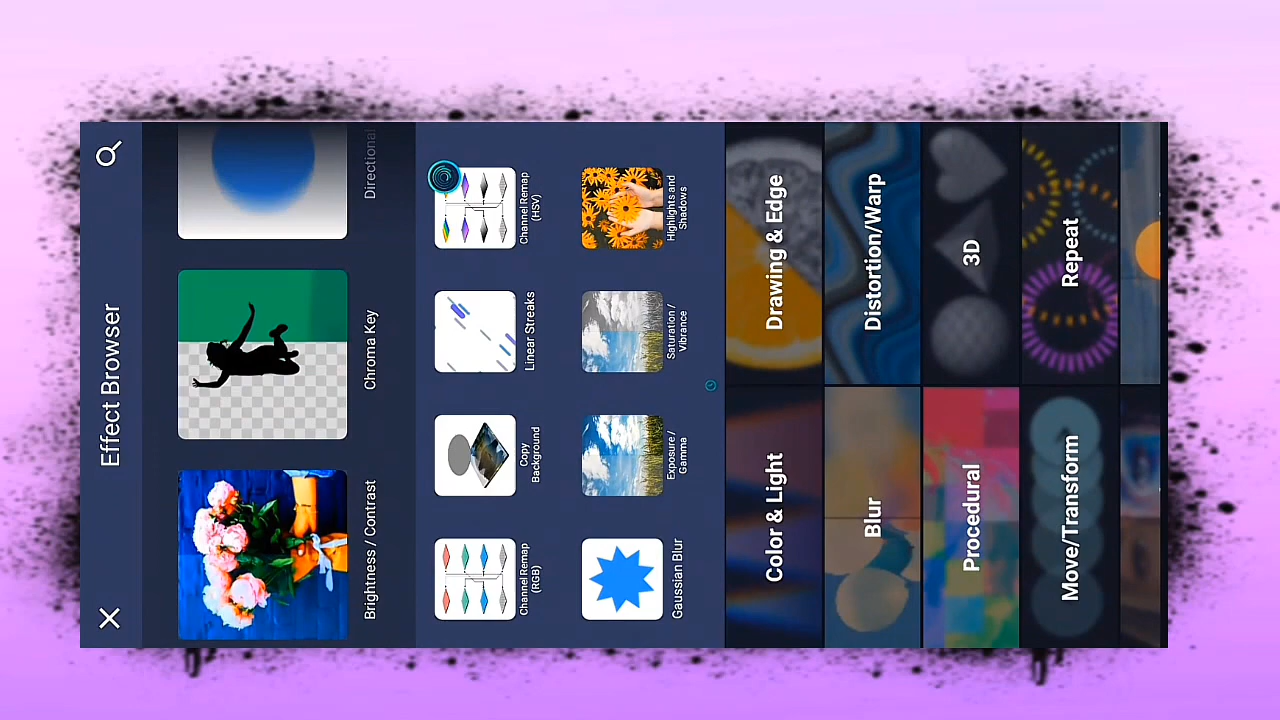 Effect Browser
Brightness / Contrast
Chroma Key
Directional
Channel Remap
(RGB)
Copy
Background
Linear Streaks
Channel Remap
(HSV)
Gaussian Blur
Exposure /
Gamma
Saturation /
Vibrance
Highlights and
Shadows
Color & Light
Drawing & Edge
Blur
Distortion/Warp
Procedural
3D
Move/Transform
Repeat